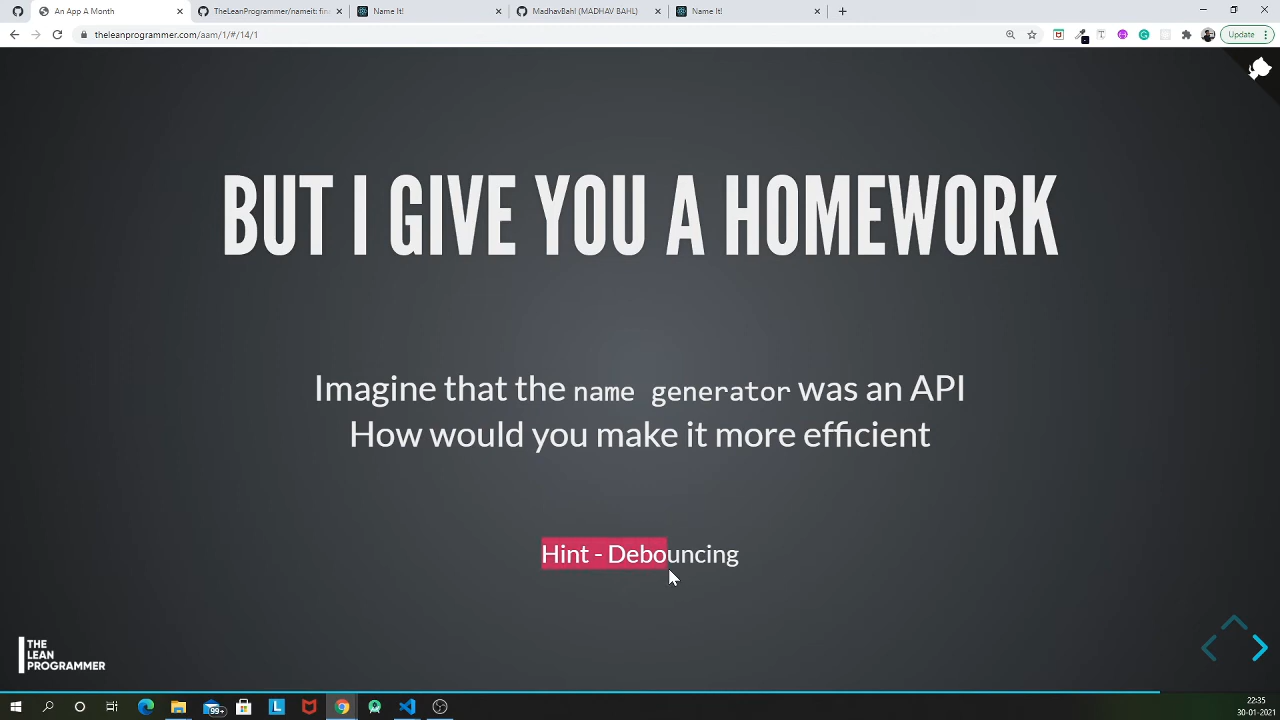 An App A Month
TheLeanProgrammer/nameit: fin
Name It!
MadhavBahl (MADHAV BAHL)
Name It!
theleanprogrammer.com/aam/1/#/14/1
Update
BUT I GIVE YOU A HOMEWORK
Imagine that the name generator was an API
How would you make it more efficient
Hint - Debouncing
THE
LEAN
PROGRAMMER
99+
22:35
30-01-2021